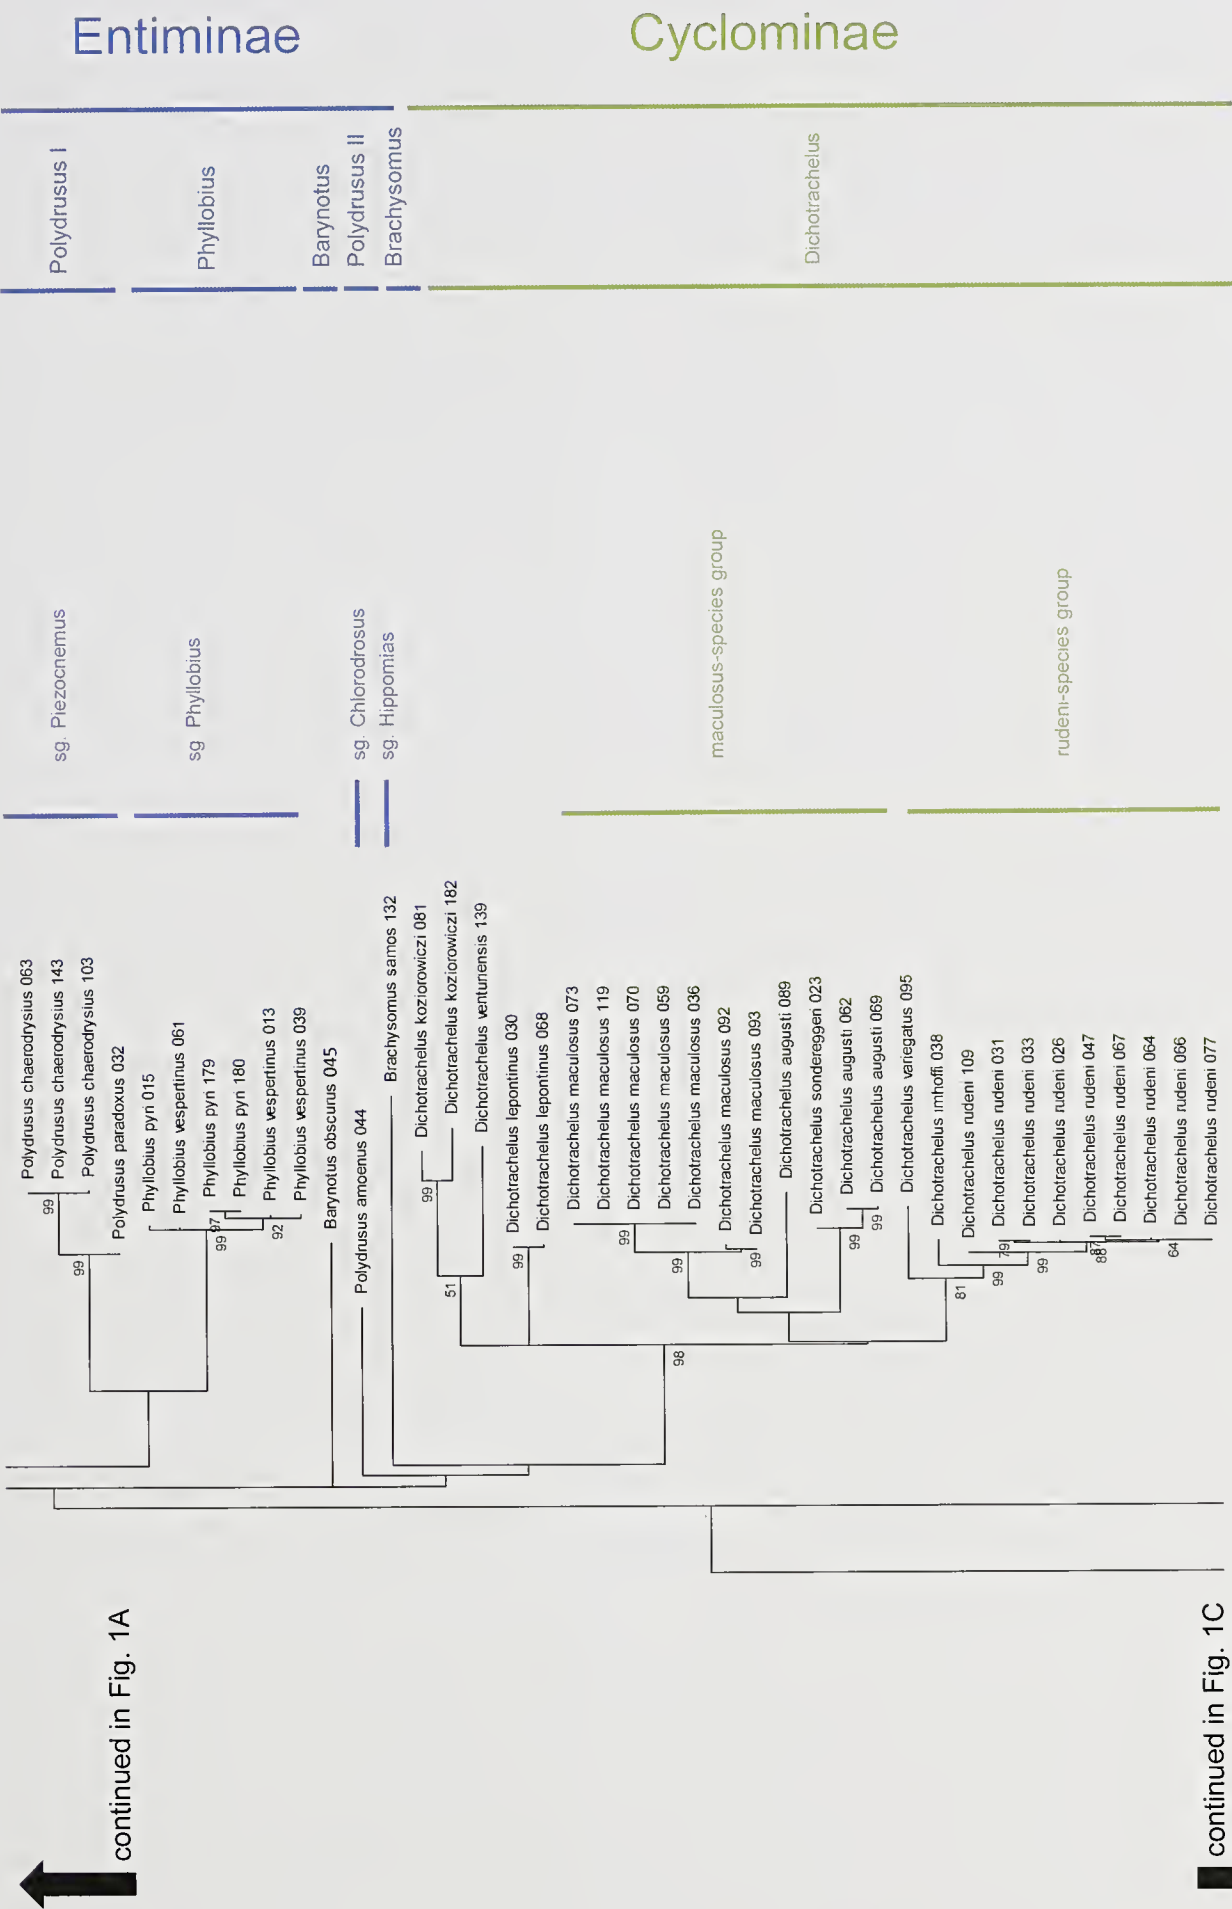 Entiminae
Cyclominae
Polydrusus I
Phyllobius
Barynotus
Polydrusus II
Brachysomus
Dichotrachelus
sg. Piezocnemus
sg Phyllobius
sg. Chlorodrosus
sg. Hippomias
maculosus-species group
rudeni-species group
Polydrusus chaerodrysius 063
Polydrusus chaerodrysius 143
Polydrusus chaerodrysius 103
Polydrusus paradoxus 032
Phyllobius pyri 015
Phyllobius vespertinus 061
Phyllobius pyri 179
Phyllobius pyri 180
Phyllobius vespertinus 013
Phyllobius vespertinus 039
Barynotus obscurus 045
Polydrusus amoenus 044
Brachysomus samos 132
Dichotrachelus koziorowiczi 081
Dichotrachelus koziorowiczi 182
Dichotrachelus venturiensis 139
Dichotrachelus lepontinus 030
Dichotrachelus lepontinus 068
Dichotrachelus maculosus 073
Dichotrachelus maculosus 119
Dichotrachelus maculosus 070
Dichotrachelus maculosus 059
Dichotrachelus maculosus 036
Dichotrachelus maculosus 092
Dichotrachelus maculosus 093
Dichotrachelus augusti 089
Dichotrachelus sondereggeri 023
Dichotrachelus augusti 062
Dichotrachelus augusti 069
Dichotrachelus variegatus 095
Dichotrachelus imhoffi 038
Dichotrachelus rudeni 109
Dichotrachelus rudeni 031
Dichotrachelus rudeni 033
Dichotrachelus rudeni 026
Dichotrachelus rudeni 047
Dichotrachelus rudeni 067
Dichotrachelus rudeni 064
Dichotrachelus rudeni 066
Dichotrachelus rudeni 077
99
99
97
99
92
99
51
99
99
99
99
99
99
98
81
99
79
99
87
88
64
continued in Fig. 1A
continued in Fig. 1C